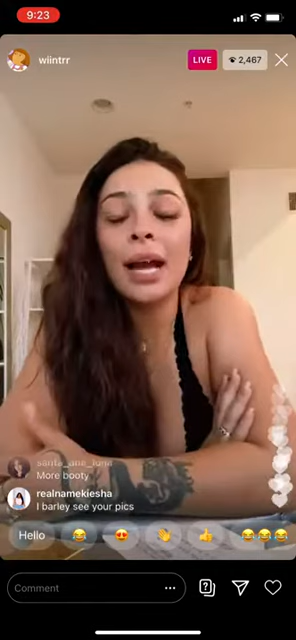 9:23
wiintrr
LIVE
2,467
More booty
realnamekiesha
I barley see your pics
Hello
Comment